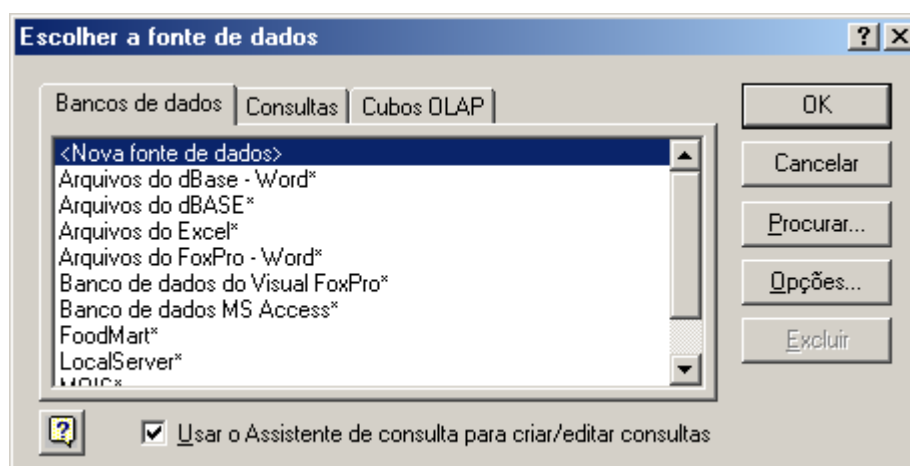 Escolher a fonte de dados
Bancos de dados Consultas Cubos OLAP
<Nova fonte de dados>
Arquivos do dBase - Word*
Arquivos do dBASE*
Arquivos do Excel*
Arquivos do FoxPro - Word*
Banco de dados do Visual FoxPro*
Banco de dados MS Access*
FoodMart*
LocalServer*
OK
Cancelar
Procurar...
Opções...
Excluir
Usar o Assistente de consulta para criar/editar consultas